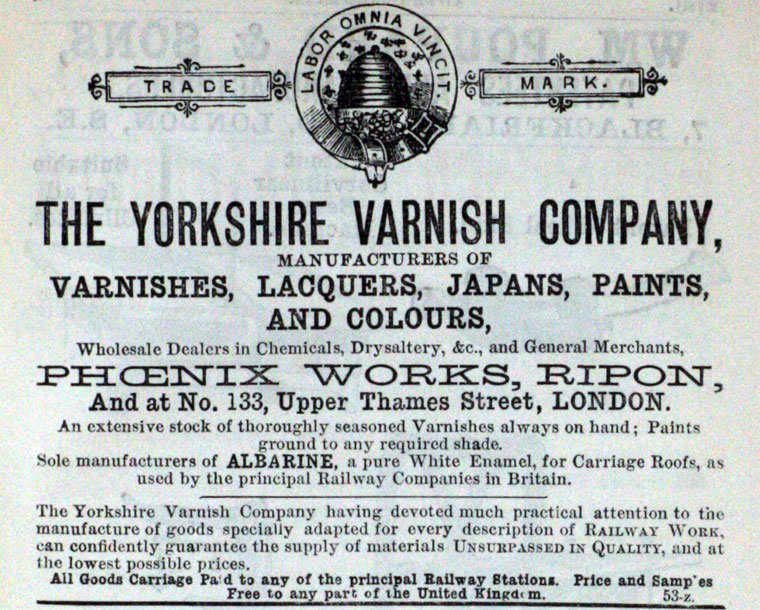 LABOR OMNIA VINCIT.
TRADE MARK.
THE YORKSHIRE VARNISH COMPANY,
MANUFACTURERS OF
VARNISHES, LACQUERS, JAPANS, PAINTS,
AND COLOURS,
Wholesale Dealers in Chemicals, Drysaltery, &c., and General Merchants,
PHŒNIX WORKS, RIPON,
And at No. 133, Upper Thames Street, LONDON.
An extensive stock of thoroughly seasoned Varnishes always on hand; Paints
ground to any required shade.
Sole manufacturers of ALBARINE, a pure White Enamel, for Carriage Roofs, as
used by the principal Railway Companies in Britain.
The Yorkshire Varnish Company having devoted much practical attention to the
manufacture of goods specially adapted for every description of RAILWAY WORK,
can confidently guarantee the supply of materials UNSURPASSED IN QUALITY, and at
the lowest possible prices.
All Goods Carriage Paid to any of the principal Railway Stations. Price and Samples
Free to any part of the United Kingdom. 53-z.